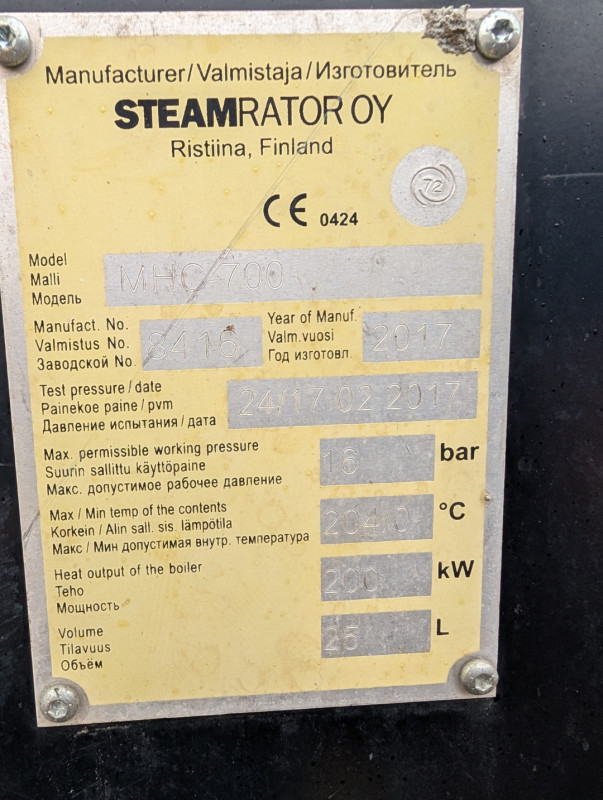 Manufacturer/Valmistaja/Изготовитель
STEAMRATOR OY
Ristiina, Finland
72
CE 0424
Model
Malli MHC-700
Модель
Manufact. No.
Valmistus No. 8416
Заводской No.
Year of Manuf.
Valm.vuosi 2017
Год изготовл.
Test pressure / date
Painekoe paine / pvm 24/17.02.2017
Давление испытания / дата
Max. permissible working pressure
Suurin sallittu käyttöpaine 16 bar
Макс. допустимое рабочее давление
Max / Min temp of the contents
Korkein / Alin sall. sis. lämpötila 204/0 °C
Макс / Мин допустимая внутр. температура
Heat output of the boiler
Teho 200 kW
Мощность
Volume
Tilavuus 25 L
Объём